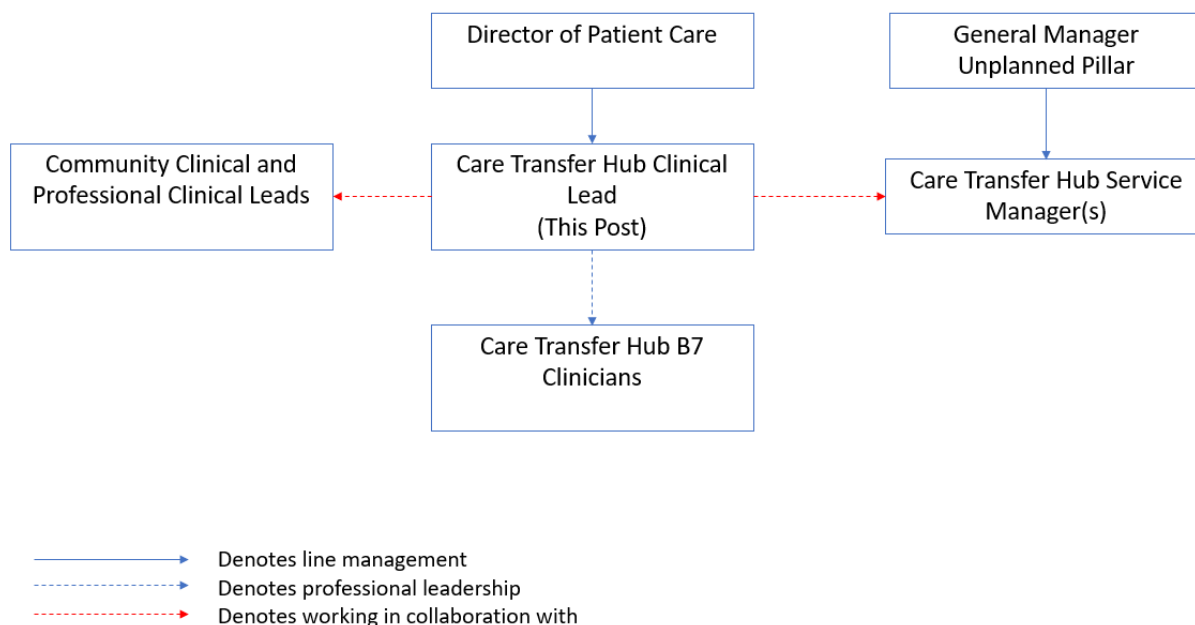 Director of Patient Care
General Manager
Unplanned Pillar
Community Clinical and
Professional Clinical Leads
Care Transfer Hub Clinical
Lead
(This Post)
Care Transfer Hub Service
Manager(s)
Care Transfer Hub B7
Clinicians
Denotes line management
Denotes professional leadership
Denotes working in collaboration with